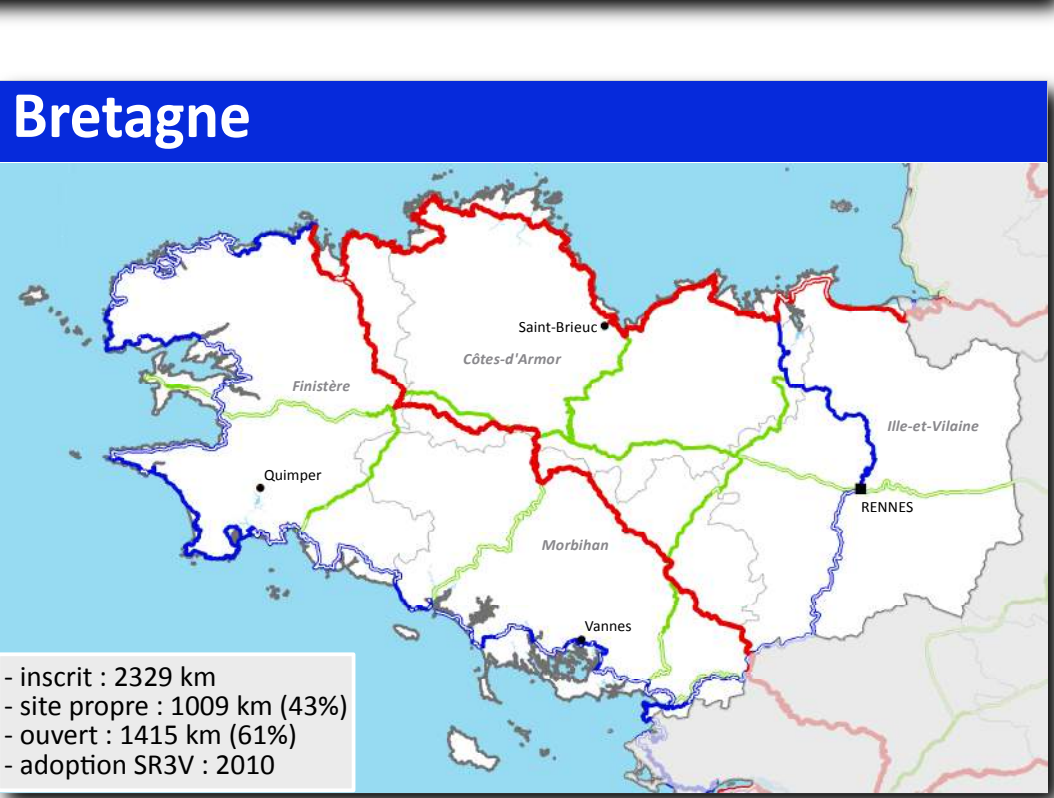 Bretagne
Saint-Brieuc
Côtes-d'Armor
Finistère
Ille-et-Vilaine
Quimper
RENNES
Morbihan
Vannes
- inscrit : 2329 km
- site propre : 1009 km (43%)
- ouvert : 1415 km (61%)
- adoption SR3V : 2010